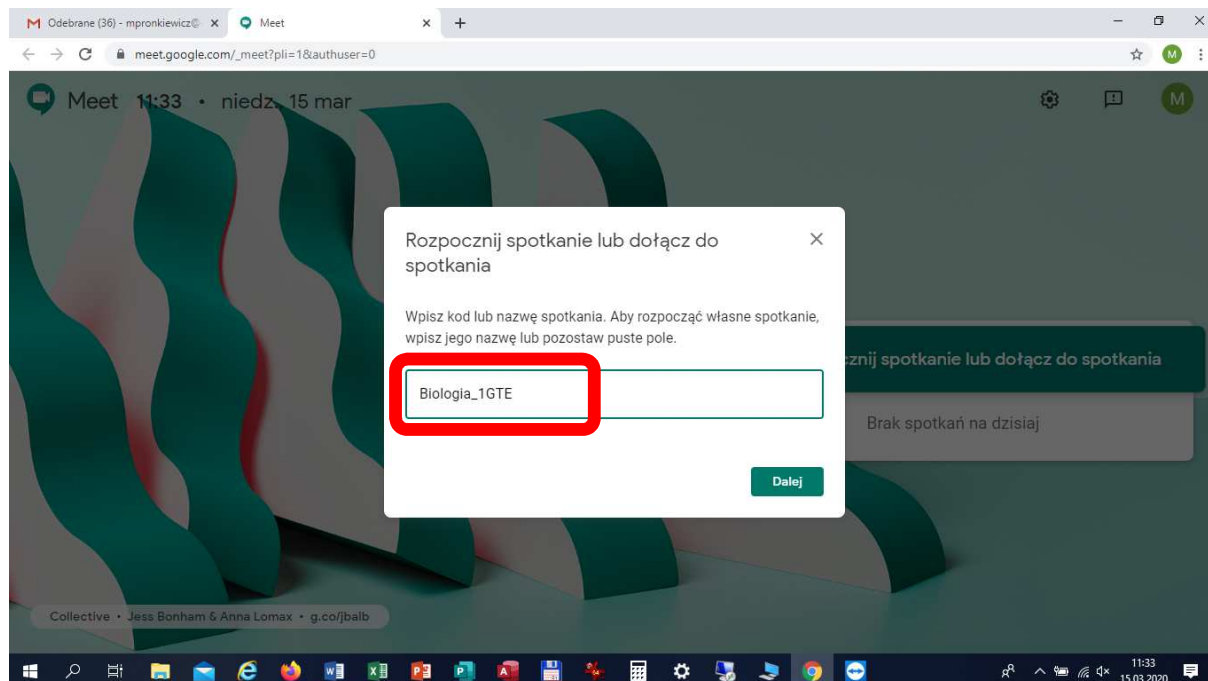 Odebrane (36) - mpronkiewicz@
Meet
meet.google.com/_meet?pli=1&authuser=0
M
Meet 11:33 • niedz., 15 mar
M
Rozpocznij spotkanie lub dołącz do
spotkania
Wpisz kod lub nazwę spotkania. Aby rozpocząć własne spotkanie,
wpisz jego nazwę lub pozostaw puste pole.
znij spotkanie lub dołącz do spotkania
Biologia_1GTE
Brak spotkań na dzisiaj
Dalej
Collective • Jess Bonham & Anna Lomax • g.co/jbalb
11:33
15.03.2020